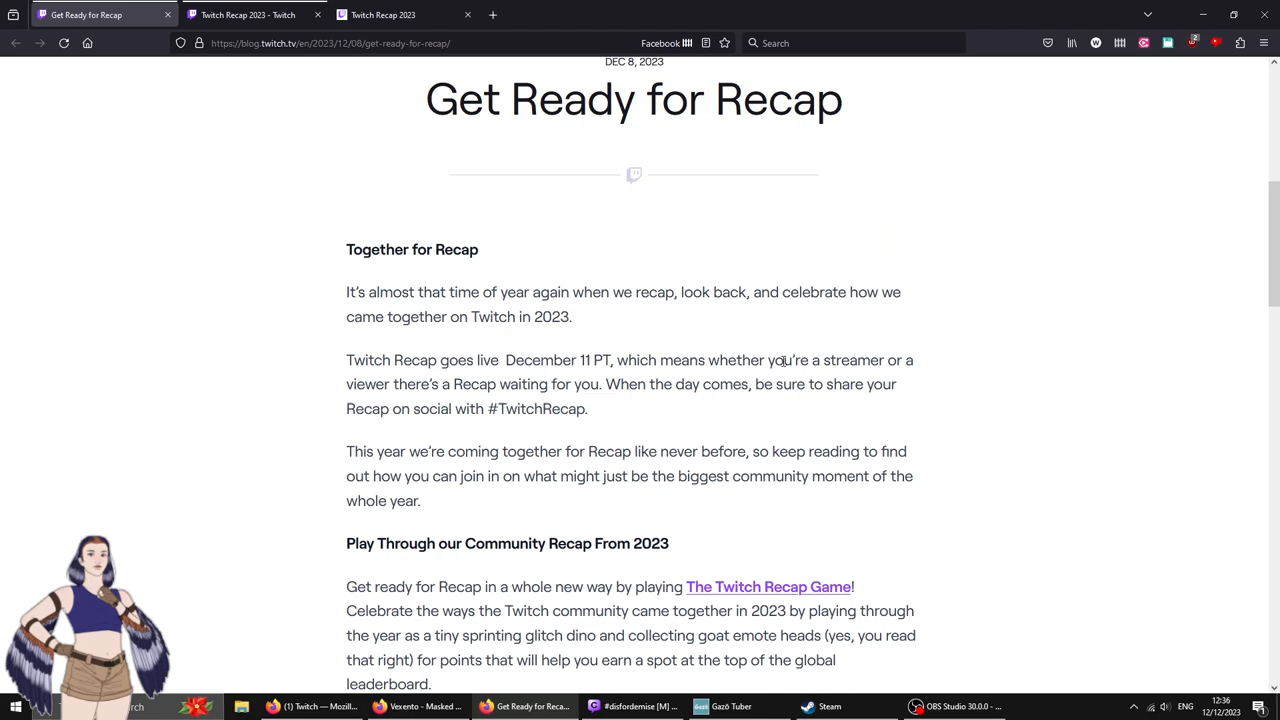 Get Ready for Recap
Twitch Recap 2023 - Twitch
Twitch Recap 2023
https://blog.twitch.tv/en/2023/12/08/get-ready-for-recap/
Facebook
Search
2
DEC 8, 2023
Get Ready for Recap
Together for Recap
It’s almost that time of year again when we recap, look back, and celebrate how we
came together on Twitch in 2023.
Twitch Recap goes live  December 11 PT, which means whether you’re a streamer or a
viewer there’s a Recap waiting for you. When the day comes, be sure to share your
Recap on social with #TwitchRecap.
This year we’re coming together for Recap like never before, so keep reading to find
out how you can join in on what might just be the biggest community moment of the
whole year.
Play Through our Community Recap From 2023
Get ready for Recap in a whole new way by playing The Twitch Recap Game!
Celebrate the ways the Twitch community came together in 2023 by playing through
the year as a tiny sprinting glitch dino and collecting goat emote heads (yes, you read
that right) for points that will help you earn a spot at the top of the global
leaderboard.
(1) Twitch — Mozill...
Vexento - Masked ...
Get Ready for Reca...
#disfordemise [M] ...
Gazō Tuber
Steam
OBS Studio 30.0.0 - ...
ENG
12:36
12/12/2023